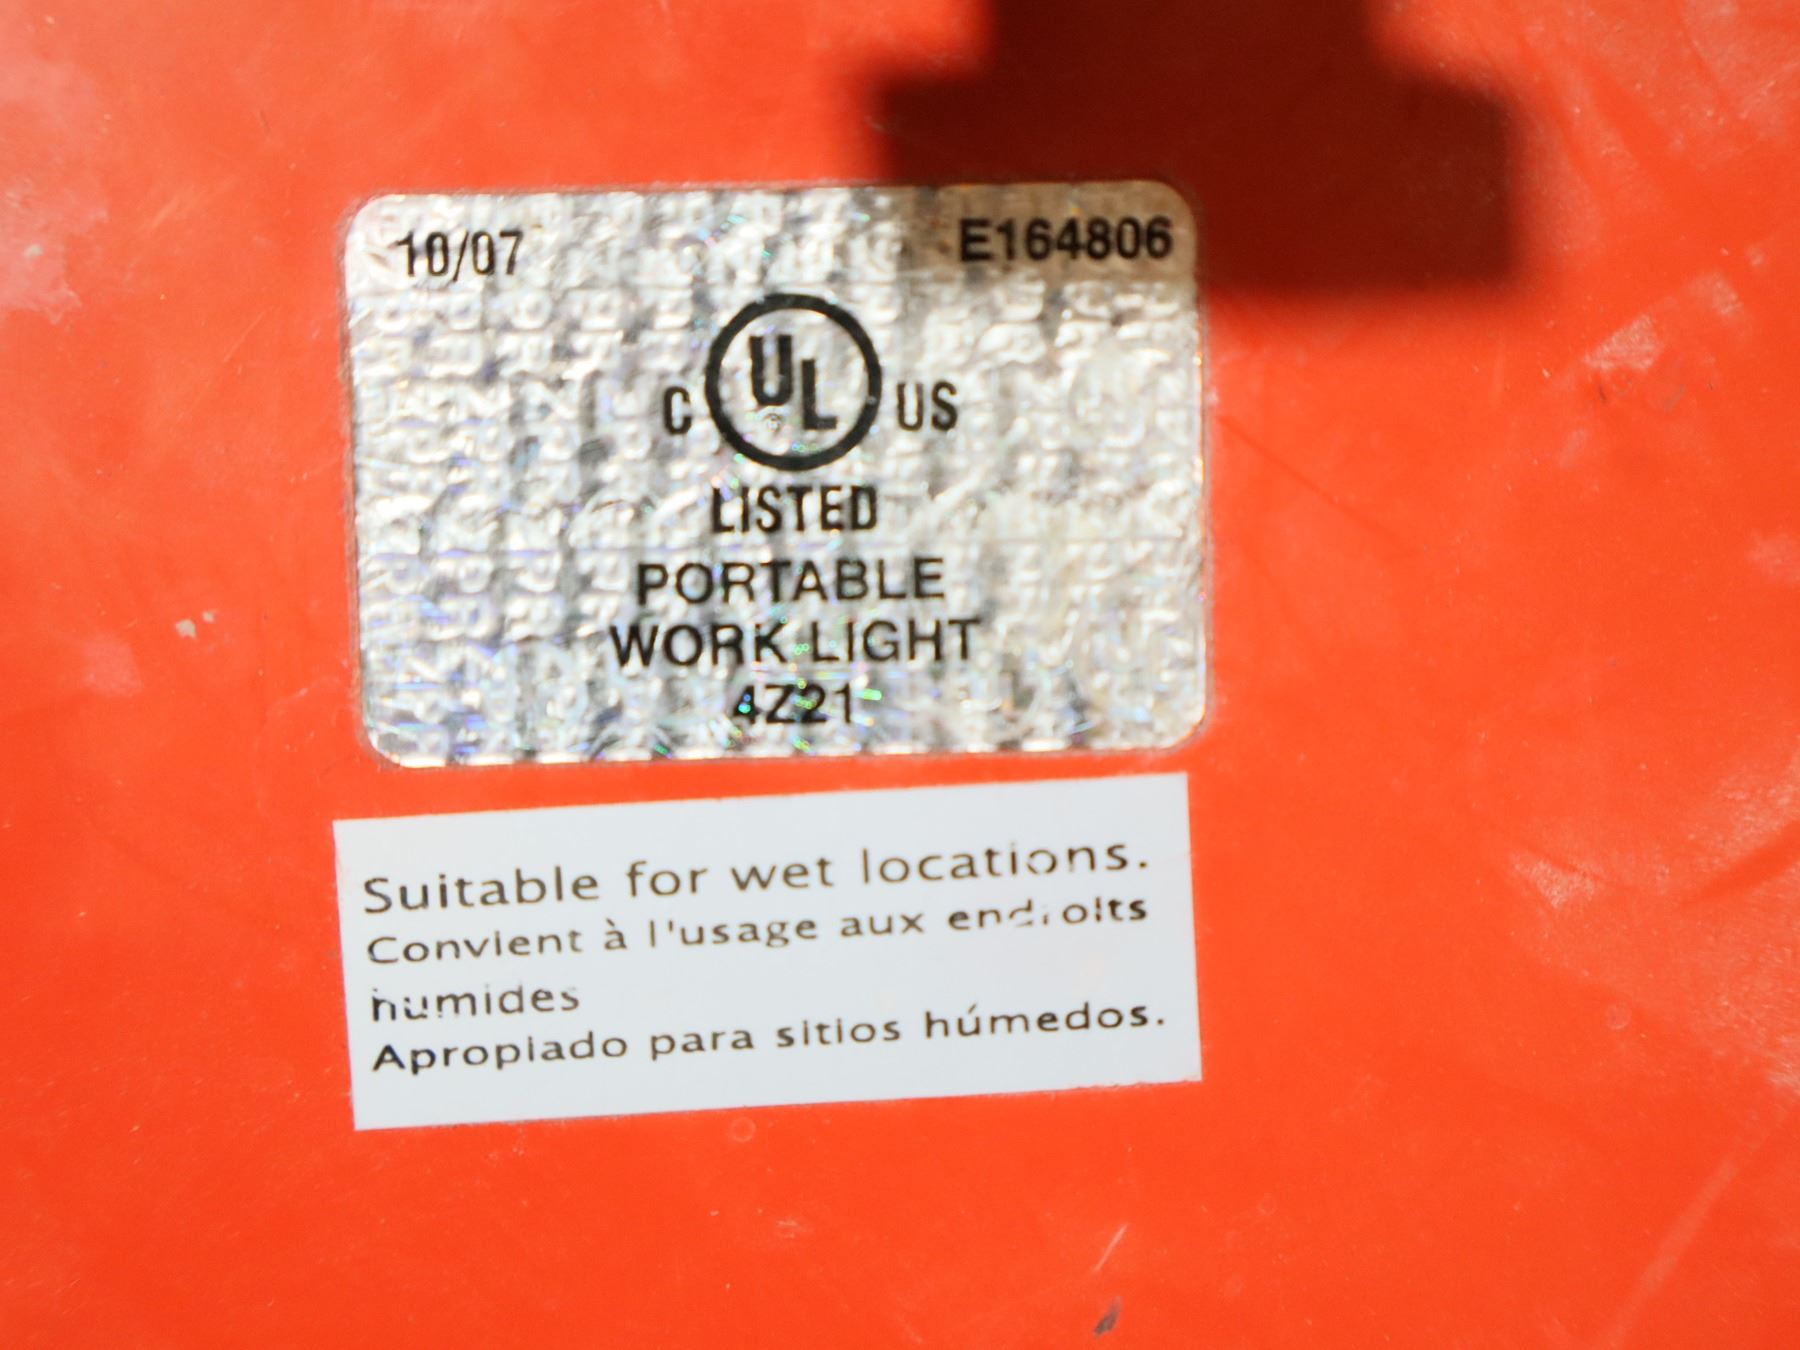 10/07 E164806
C UL US
LISTED
PORTABLE
WORK LIGHT
4Z21
Suitable for wet locations.
Convient à l'usage aux endroits
humides
Apropiado para sitios húmedos.